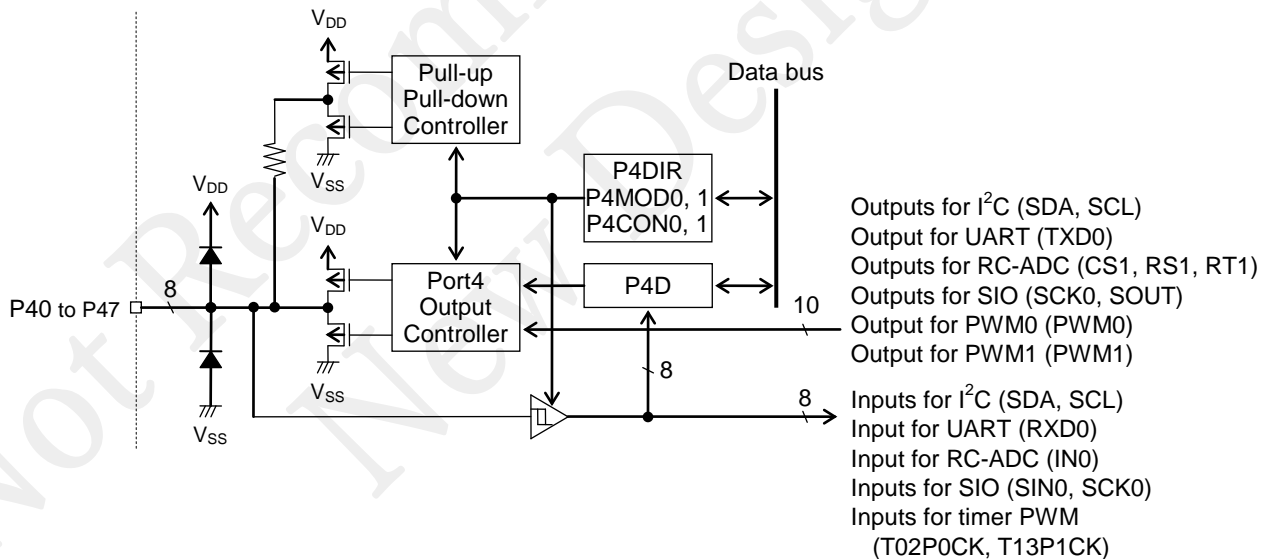 Not Recom
New Desig
VDD
Pull-up
Pull-down
Controller
VSS
Data bus
P4DIR
P4MOD0, 1
P4CON0, 1
VDD
VDD
Port4
Output
Controller
P4D
8
P40 to P47
10
VSS
VSS
8
8
Outputs for I²C (SDA, SCL)
Output for UART (TXD0)
Outputs for RC-ADC (CS1, RS1, RT1)
Outputs for SIO (SCK0, SOUT)
Output for PWM0 (PWM0)
Output for PWM1 (PWM1)
Inputs for I²C (SDA, SCL)
Input for UART (RXD0)
Input for RC-ADC (IN0)
Inputs for SIO (SIN0, SCK0)
Inputs for timer PWM
(T02P0CK, T13P1CK)